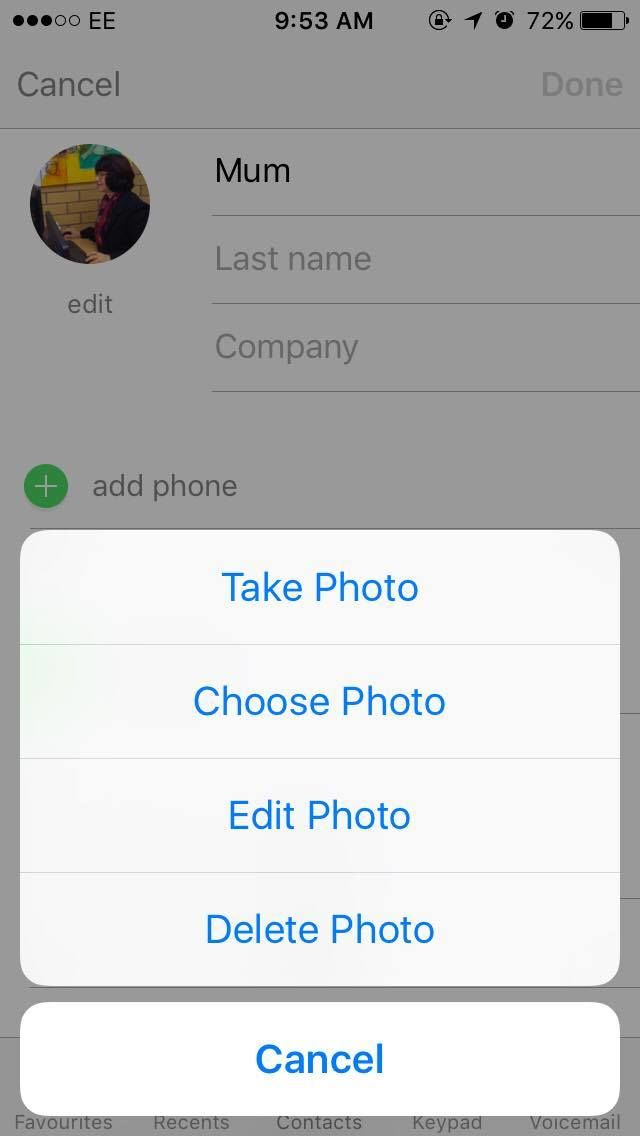 EE 9:53 AM 72%
Cancel Done
Mum
Last name
edit
Company
add phone
Take Photo
Choose Photo
Edit Photo
Delete Photo
Cancel
Favourites Recents Contacts Keypad Voicemail